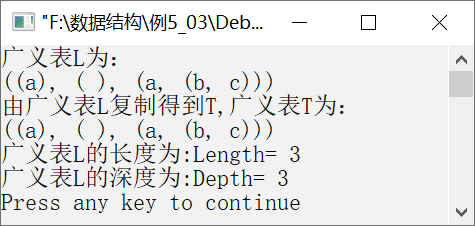 "F:\数据结构\例5_03\Deb...
广义表L为:
((a), ( ), (a, (b, c)))
由广义表L复制得到T,广义表T为:
((a), ( ), (a, (b, c)))
广义表L的长度为:Length= 3
广义表L的深度为:Depth= 3
Press any key to continue